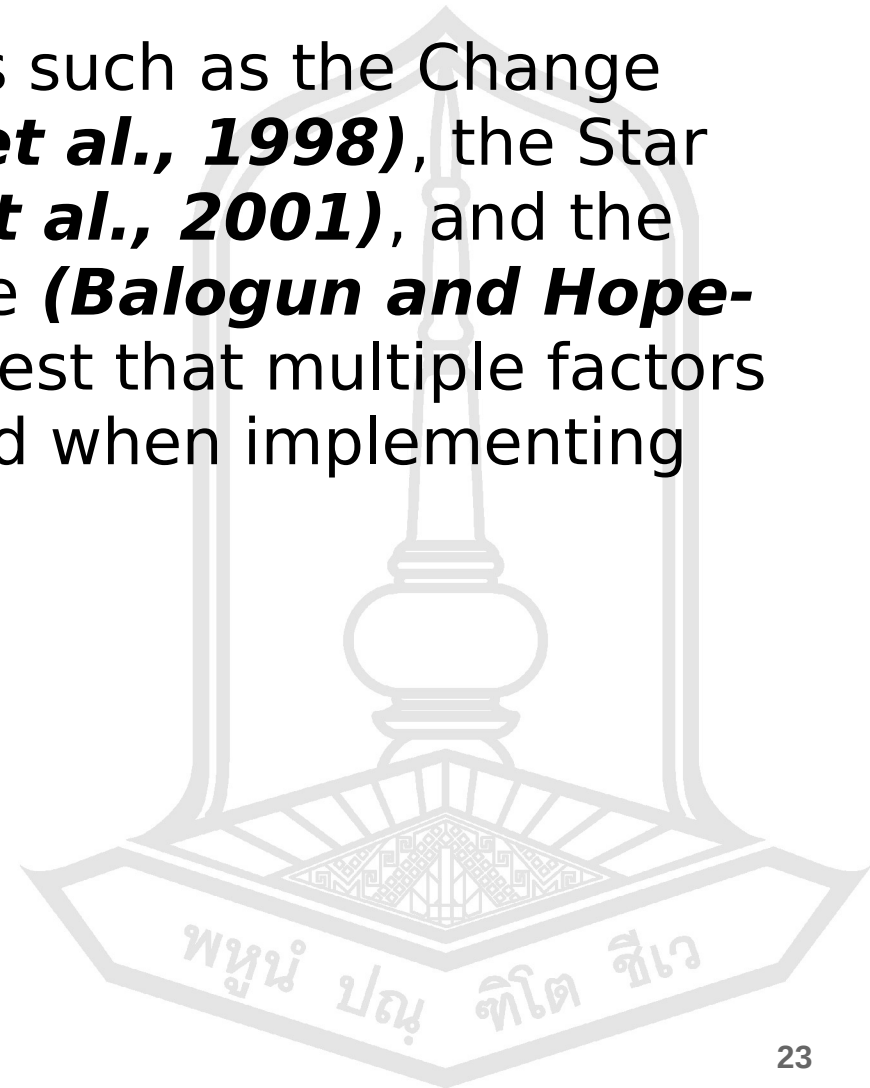 s such as the Change
et al., 1998), the Star
t al., 2001), and the
e (Balogun and Hope-
est that multiple factors
d when implementing
พหูนํ ปณฺฑิโต ชีเว
23